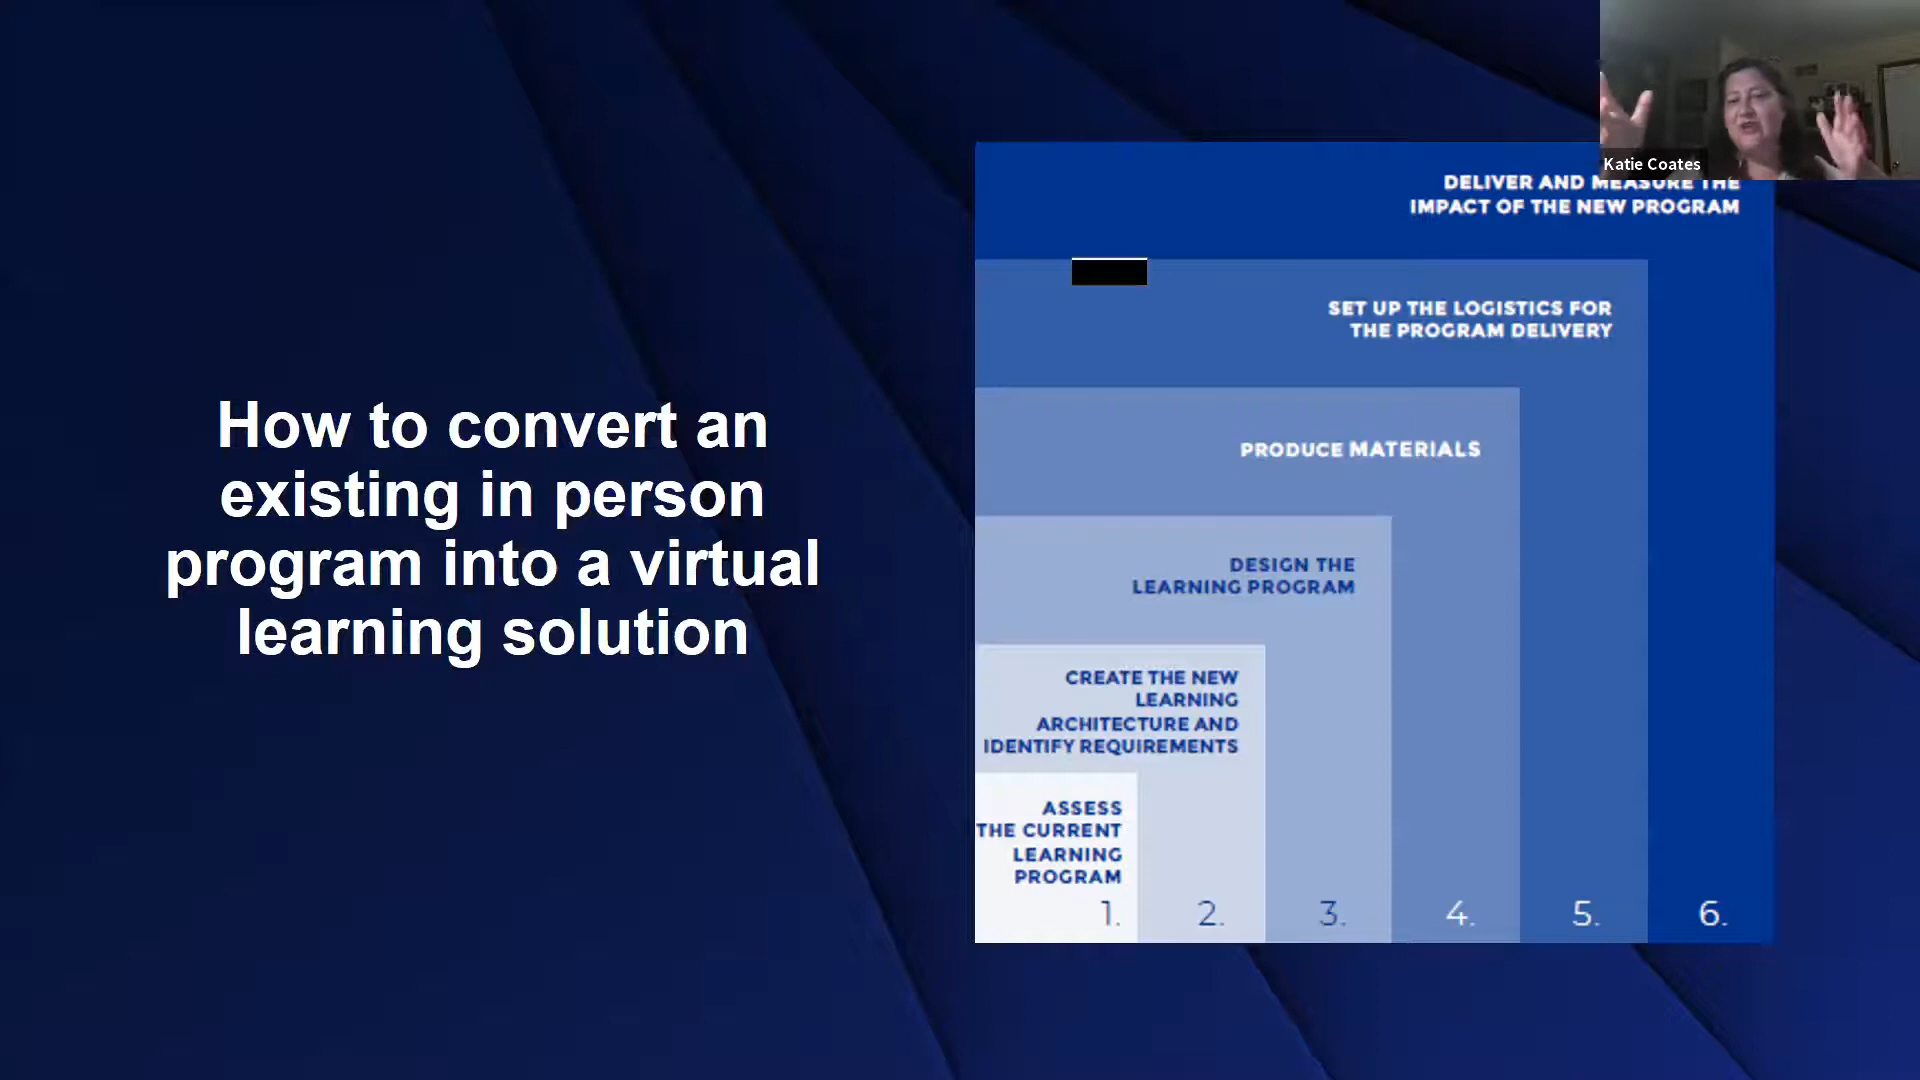 Katie Coates
How to convert an
existing in person
program into a virtual
learning solution
DELIVER AND MEASURE THE
IMPACT OF THE NEW PROGRAM
SET UP THE LOGISTICS FOR
THE PROGRAM DELIVERY
PRODUCE MATERIALS
DESIGN THE
LEARNING PROGRAM
CREATE THE NEW
LEARNING
ARCHITECTURE AND
IDENTIFY REQUIREMENTS
ASSESS
THE CURRENT
LEARNING
PROGRAM
1. 2. 3. 4. 5. 6.